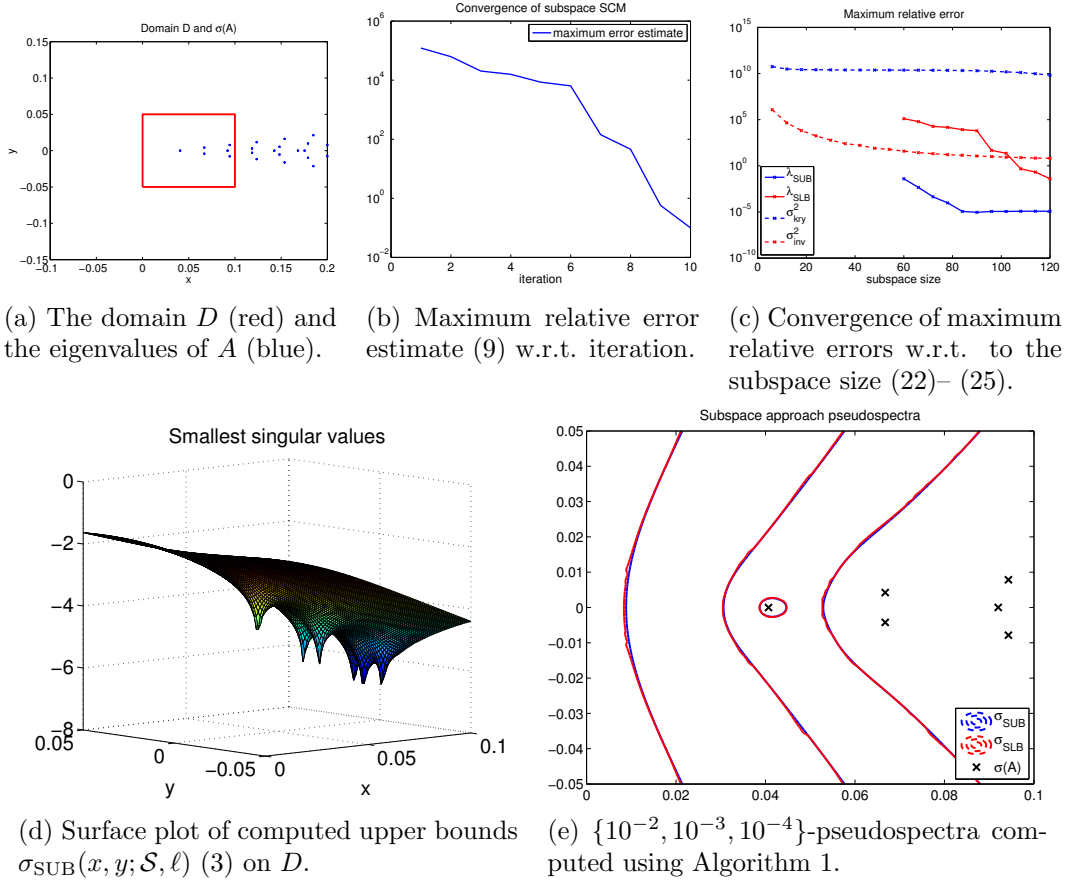 Domain D and σ(A)
0.15
0.1
0.05
0
−0.05
−0.1
−0.15
y
−0.1
−0.05
0
0.05
0.1
0.15
0.2
x
(a) The domain D (red) and
the eigenvalues of A (blue).
Convergence of subspace SCM
10^6
10^4
10^2
10^0
10^−2
0
2
4
6
8
10
iteration
maximum error estimate
(b) Maximum relative error
estimate (9) w.r.t. iteration.
Maximum relative error
10^15
10^10
10^5
10^0
10^−5
10^−10
0
20
40
60
80
100
120
subspace size
λ_SUB
λ_SLB
σ^2_kry
σ^2_inv
(c) Convergence of maximum
relative errors w.r.t. to the
subspace size (22)– (25).
Smallest singular values
0
−2
−4
−6
−8
0.05
0
−0.05
y
0
0.05
0.1
x
(d) Surface plot of computed upper bounds
σ_SUB(x, y; S, ℓ) (3) on D.
Subspace approach pseudospectra
0.05
0.04
0.03
0.02
0.01
0
−0.01
−0.02
−0.03
−0.04
−0.05
0
0.02
0.04
0.06
0.08
0.1
σ_SUB
σ_SLB
σ(A)
(e) {10^−2, 10^−3, 10^−4}-pseudospectra com-
puted using Algorithm 1.